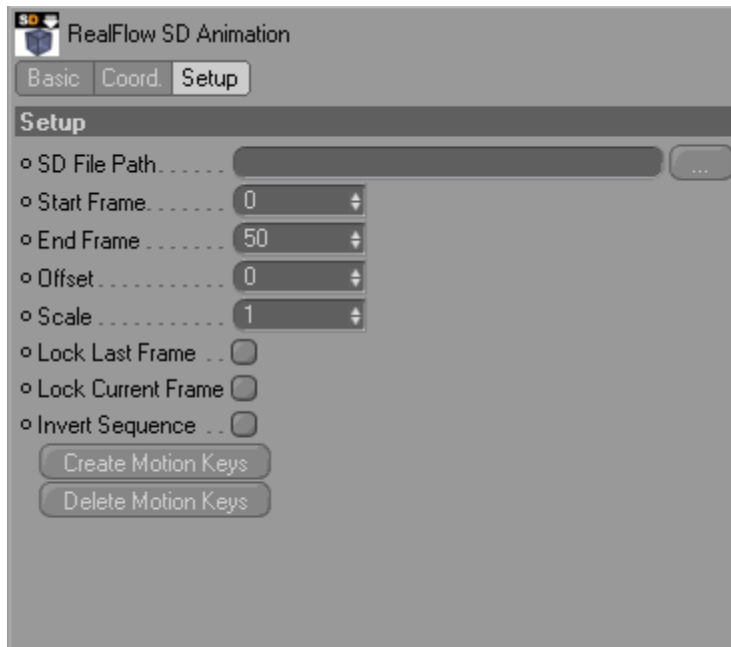 SD
RealFlow SD Animation
Basic Coord. Setup
Setup
SD File Path. . . . . . ...
Start Frame. . . . . . . 0
End Frame . . . . . . . 50
Offset. . . . . . . . . . . 0
Scale . . . . . . . . . . . 1
Lock Last Frame . .
Lock Current Frame
Invert Sequence . .
Create Motion Keys
Delete Motion Keys